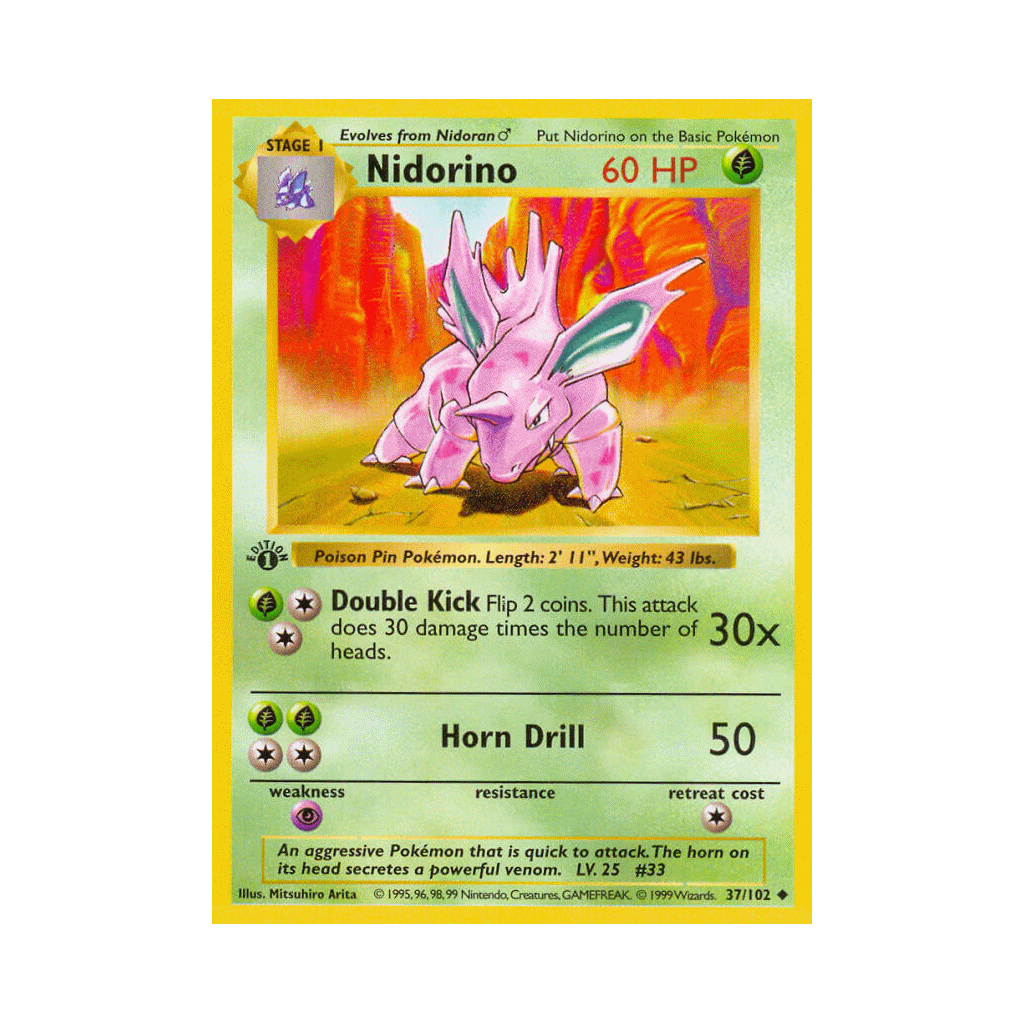 Evolves from Nidoran♂ Put Nidorino on the Basic Pokémon
STAGE 1
Nidorino 60 HP
EDITION
1
Poison Pin Pokémon. Length: 2' 11", Weight: 43 lbs.
Double Kick Flip 2 coins. This attack
does 30 damage times the number of
heads.
30x
Horn Drill 50
weakness resistance retreat cost
An aggressive Pokémon that is quick to attack. The horn on
its head secretes a powerful venom. LV. 25 #33
Illus. Mitsuhiro Arita © 1995, 96, 98, 99 Nintendo, Creatures, GAMEFREAK. © 1999 Wizards. 37/102 ◆